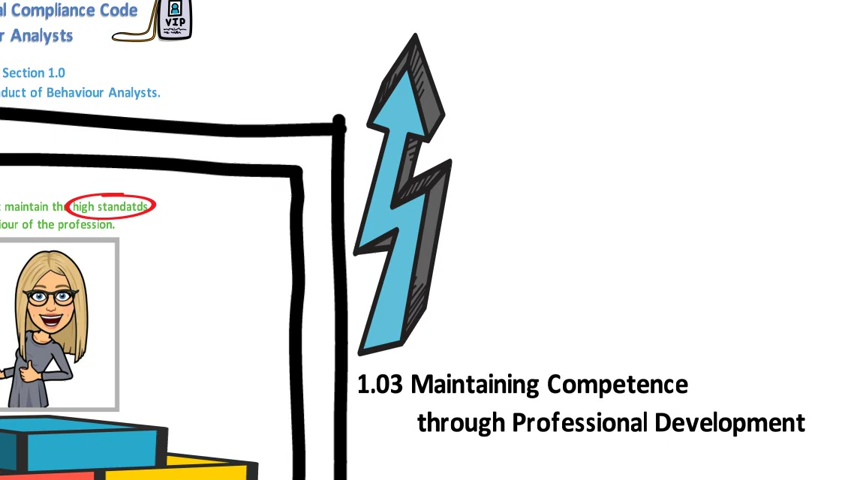 al Compliance Code
r Analysts
VIP
Section 1.0
duct of Behaviour Analysts.
maintain th high standatds
iour of the profession.
1.03 Maintaining Competence
through Professional Development